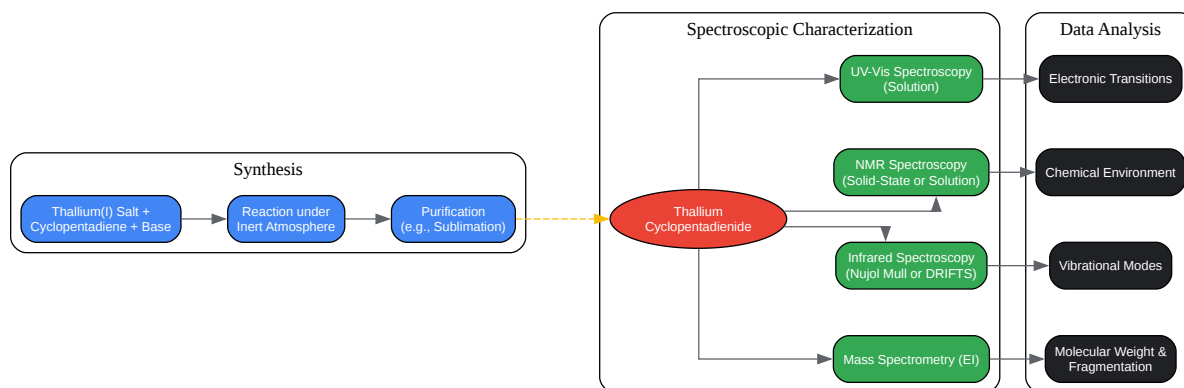 Synthesis
Thallium(I) Salt +
Cyclopentadiene + Base
Reaction under
Inert Atmosphere
Purification
(e.g., Sublimation)
Spectroscopic Characterization
Thallium
Cyclopentadienide
UV-Vis Spectroscopy
(Solution)
NMR Spectroscopy
(Solid-State or Solution)
Infrared Spectroscopy
(Nujol Mull or DRIFTS)
Mass Spectrometry (EI)
Data Analysis
Electronic Transitions
Chemical Environment
Vibrational Modes
Molecular Weight &
Fragmentation